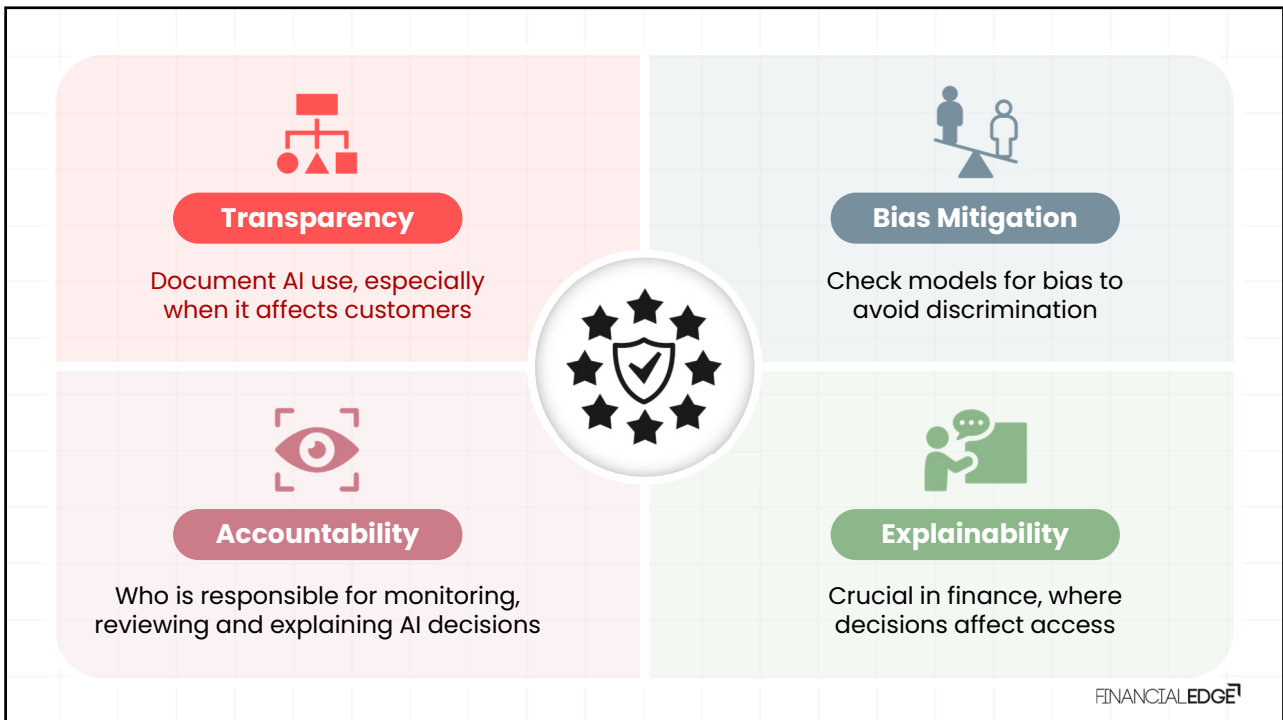 Transparency
Document AI use, especially
when it affects customers
Bias Mitigation
Check models for bias to
avoid discrimination
Accountability
Who is responsible for monitoring,
reviewing and explaining AI decisions
Explainability
Crucial in finance, where
decisions affect access
FINANCIALEDGE